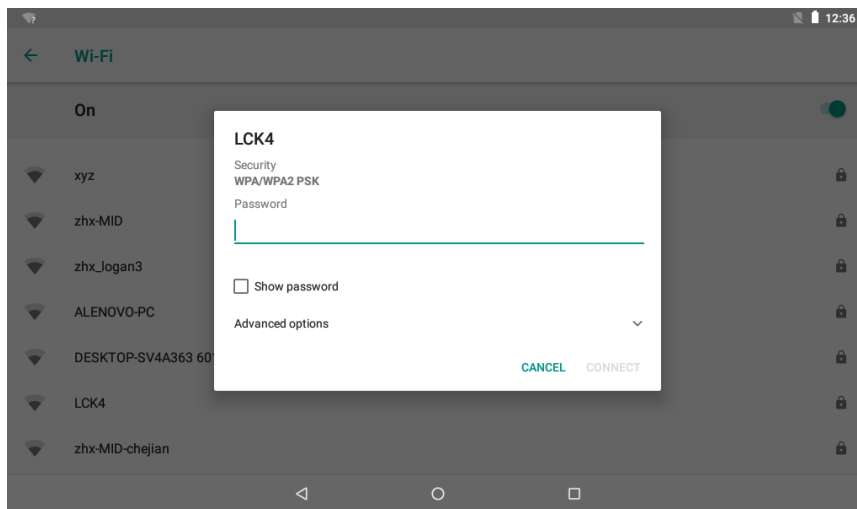 12:36
Wi-Fi
On
LCK4
Security
WPA/WPA2 PSK
Password
Show password
Advanced options
CANCEL CONNECT
xyz
zhx-MID
zhx_logan3
ALENOVO-PC
DESKTOP-SV4A363 60
LCK4
zhx-MID-chejian